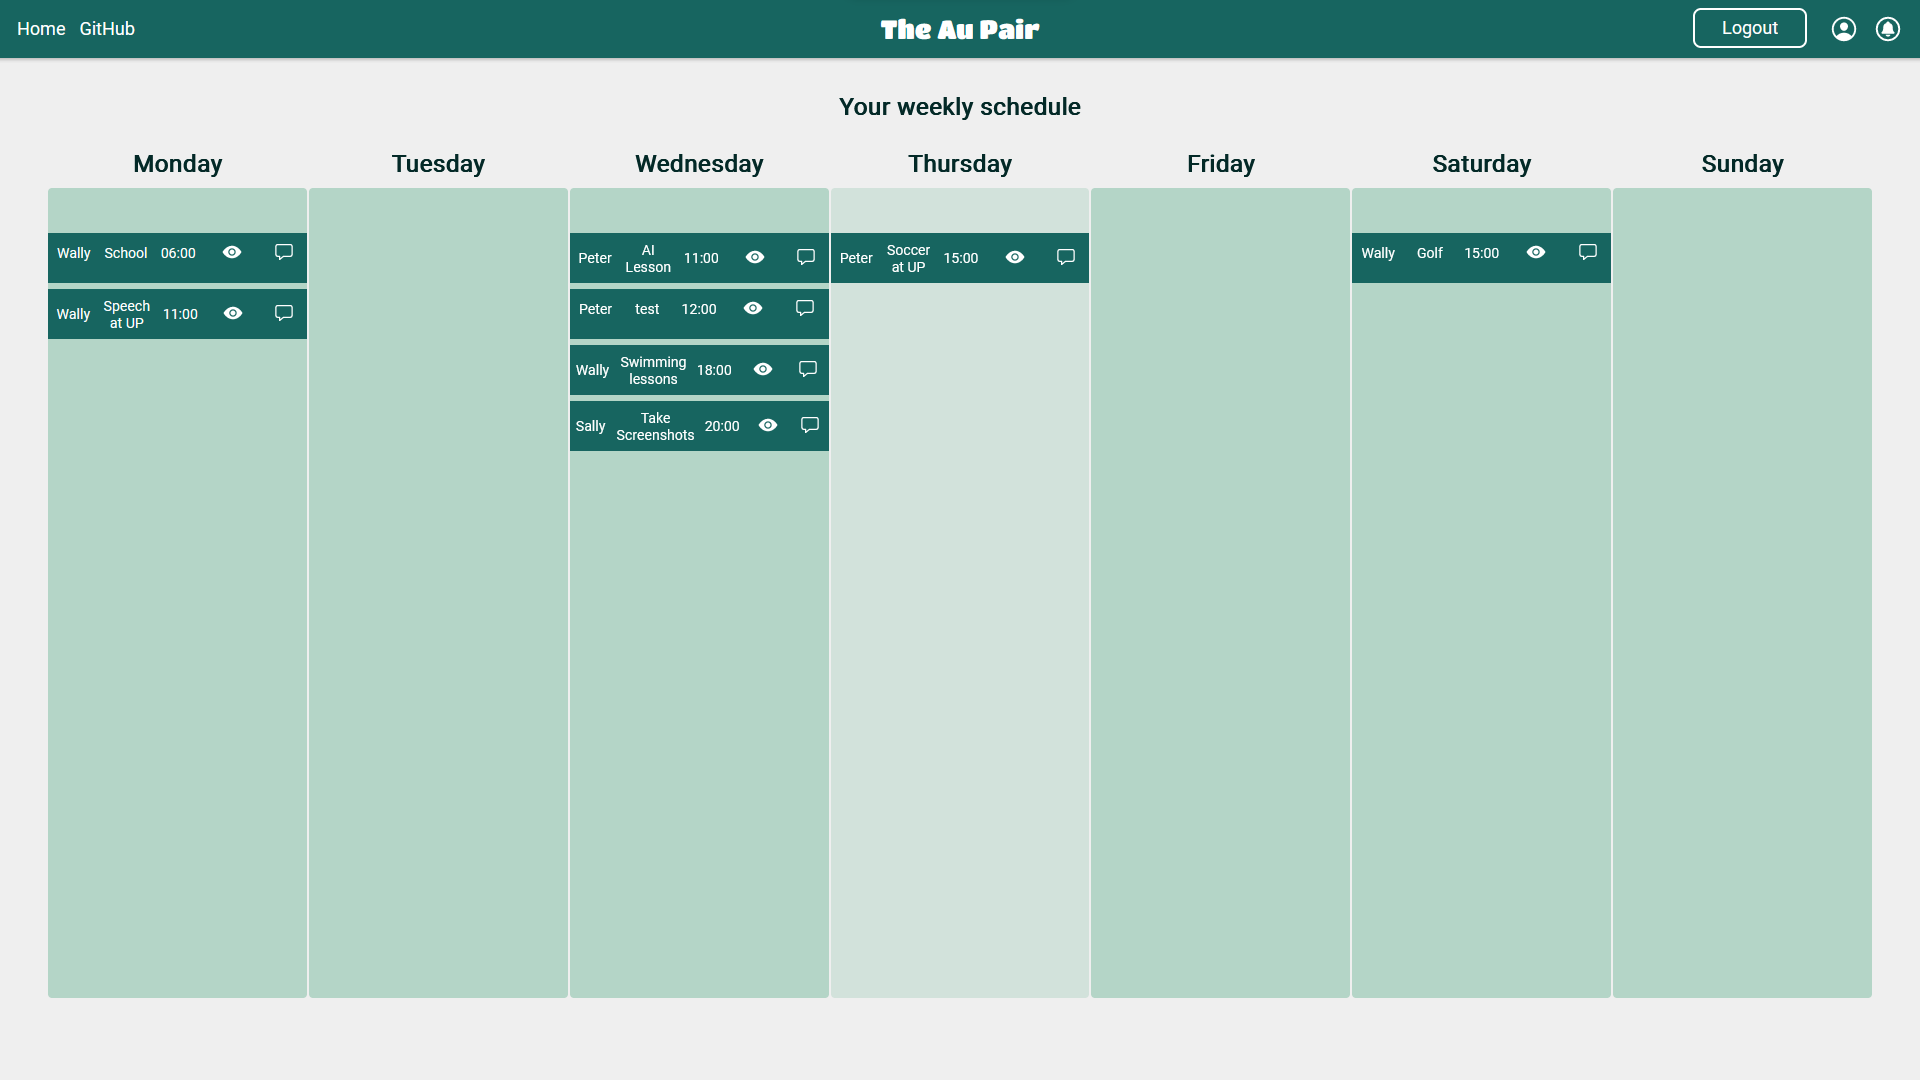 Home GitHub The Au Pair Logout
Your weekly schedule
Monday Tuesday Wednesday Thursday Friday Saturday Sunday
Wally School 06:00
Wally Speech
at UP 11:00
Peter AI
Lesson 11:00
Peter test 12:00
Wally Swimming
lessons 18:00
Sally Take
Screenshots 20:00
Peter Soccer
at UP 15:00
Wally Golf 15:00